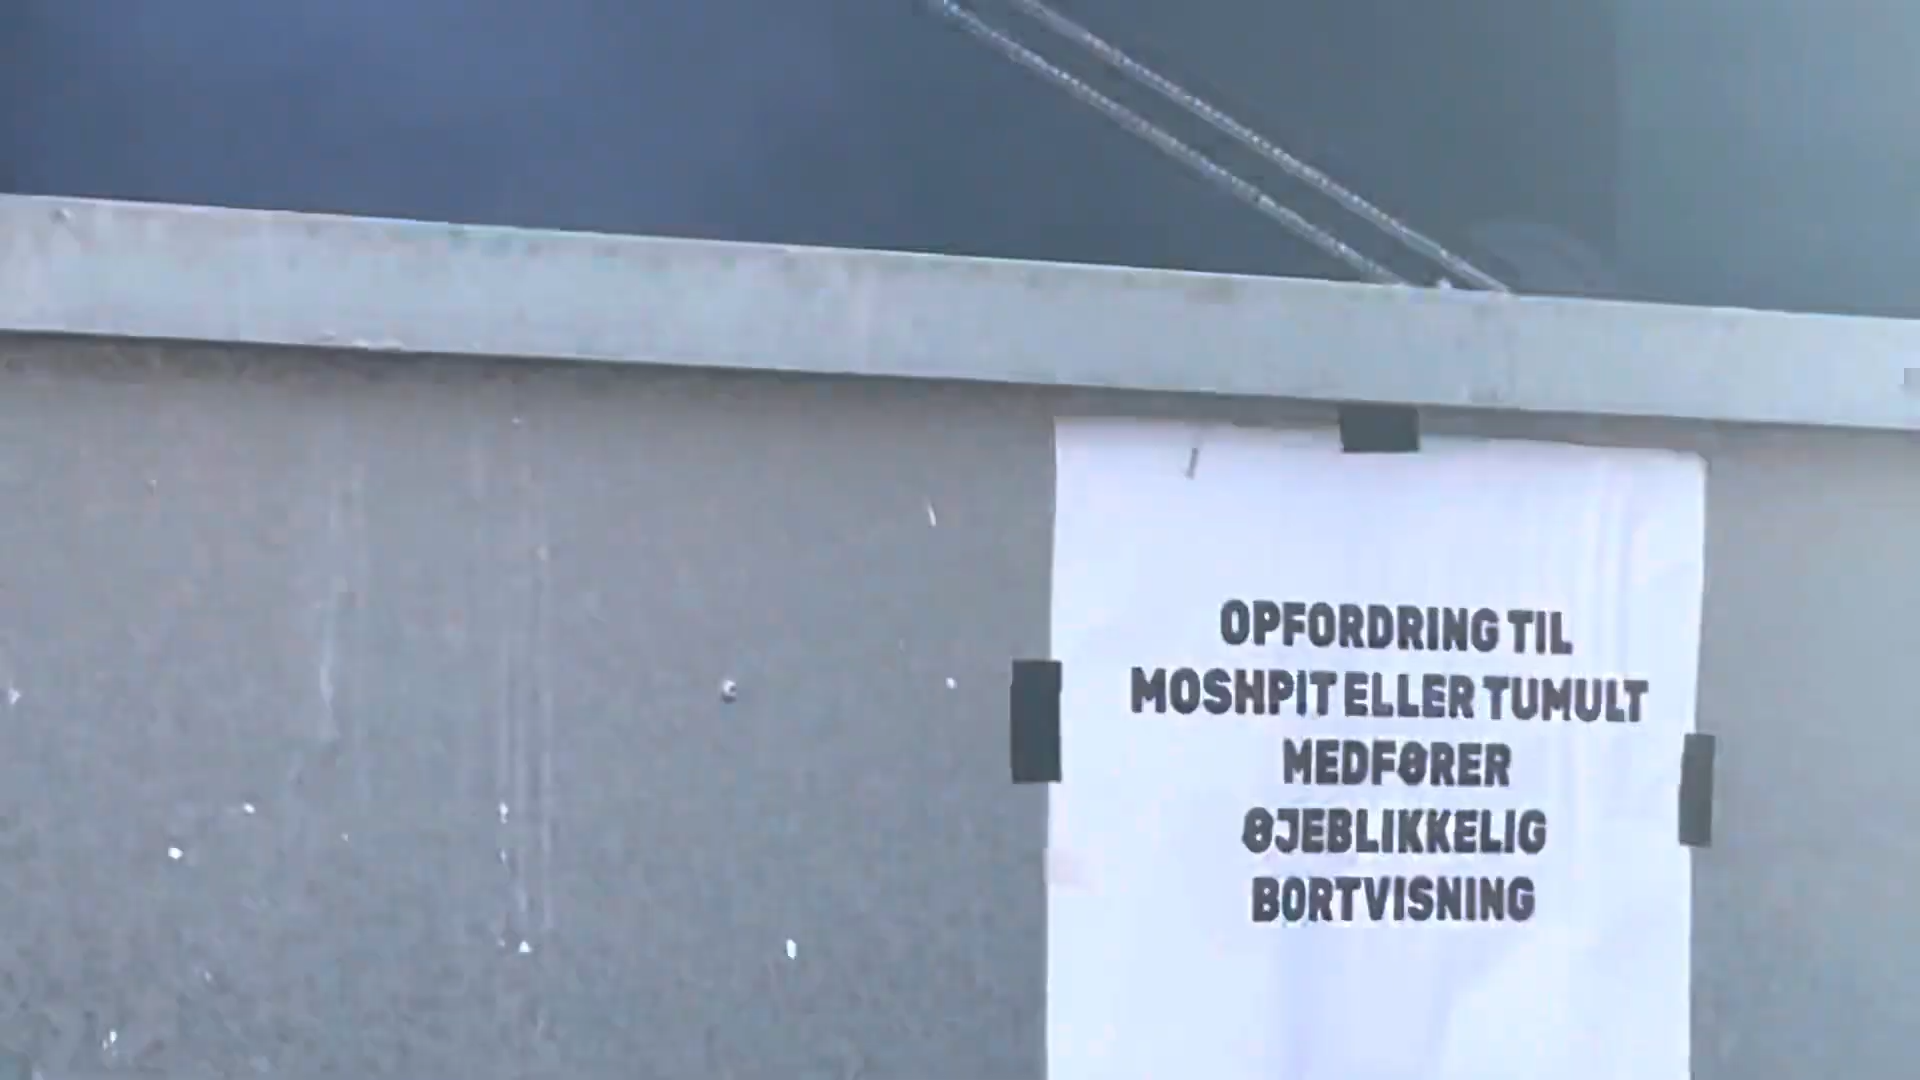 OPFORDRING TIL
MOSHPIT ELLER TUMULT
MEDFØRER
ØJEBLIKKELIG
BORTVISNING